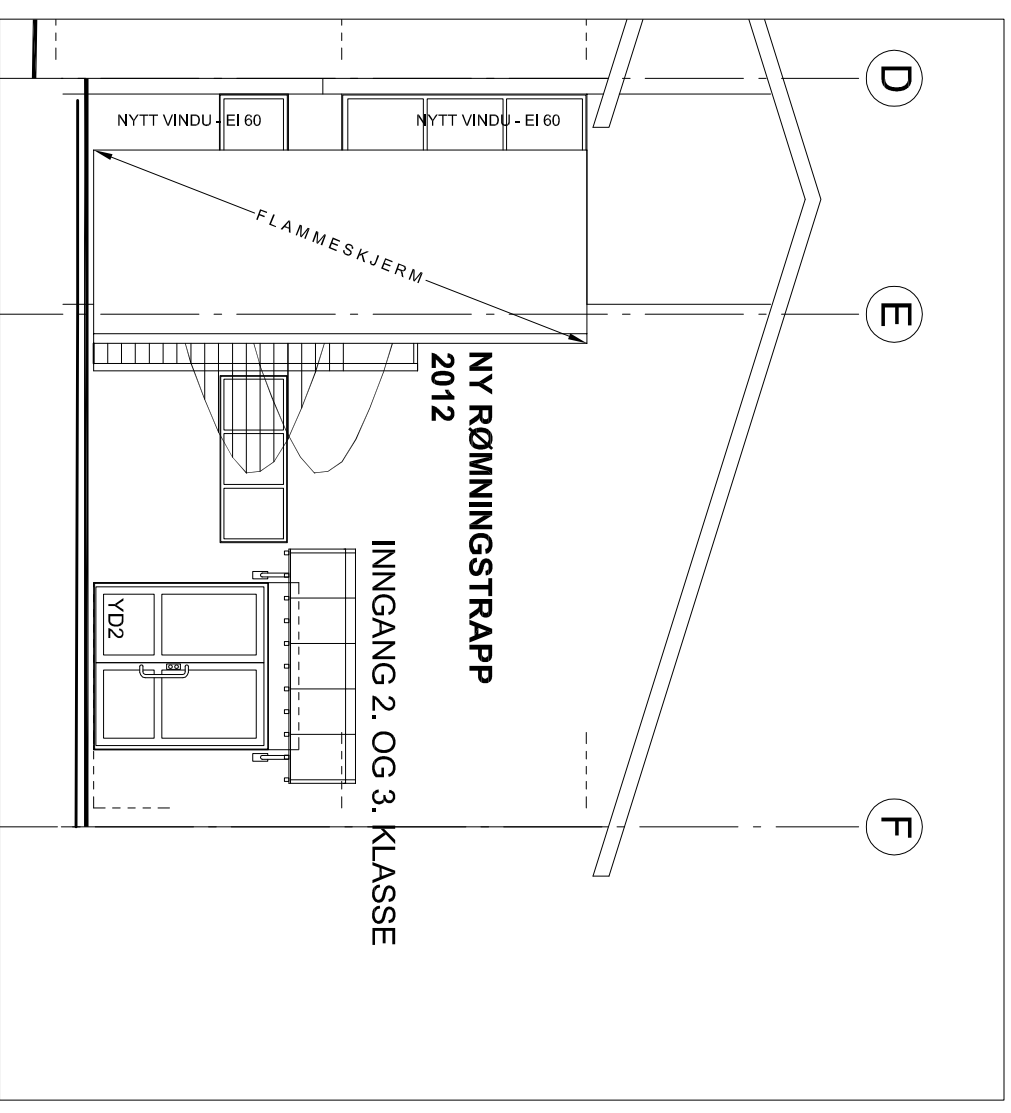 D
E
F
NYTT VINDU - EI 60
NYTT VINDU - EI 60
FLAMMESKJERM
NY RØMNINGSTRAPP
2012
INNGANG 2. OG 3. KLASSE
YD2